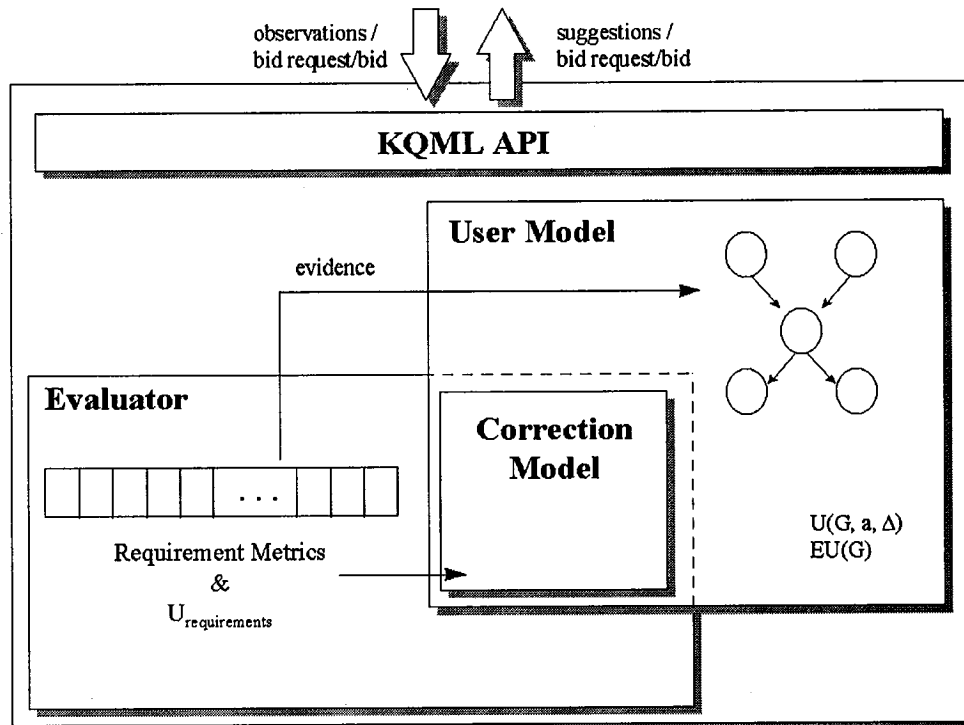 observations /
bid request/bid
suggestions /
bid request/bid
KQML API
User Model
evidence
Evaluator
Correction
Model
. . .
Requirement Metrics
&
U requirements
U(G, a, Δ)
EU(G)